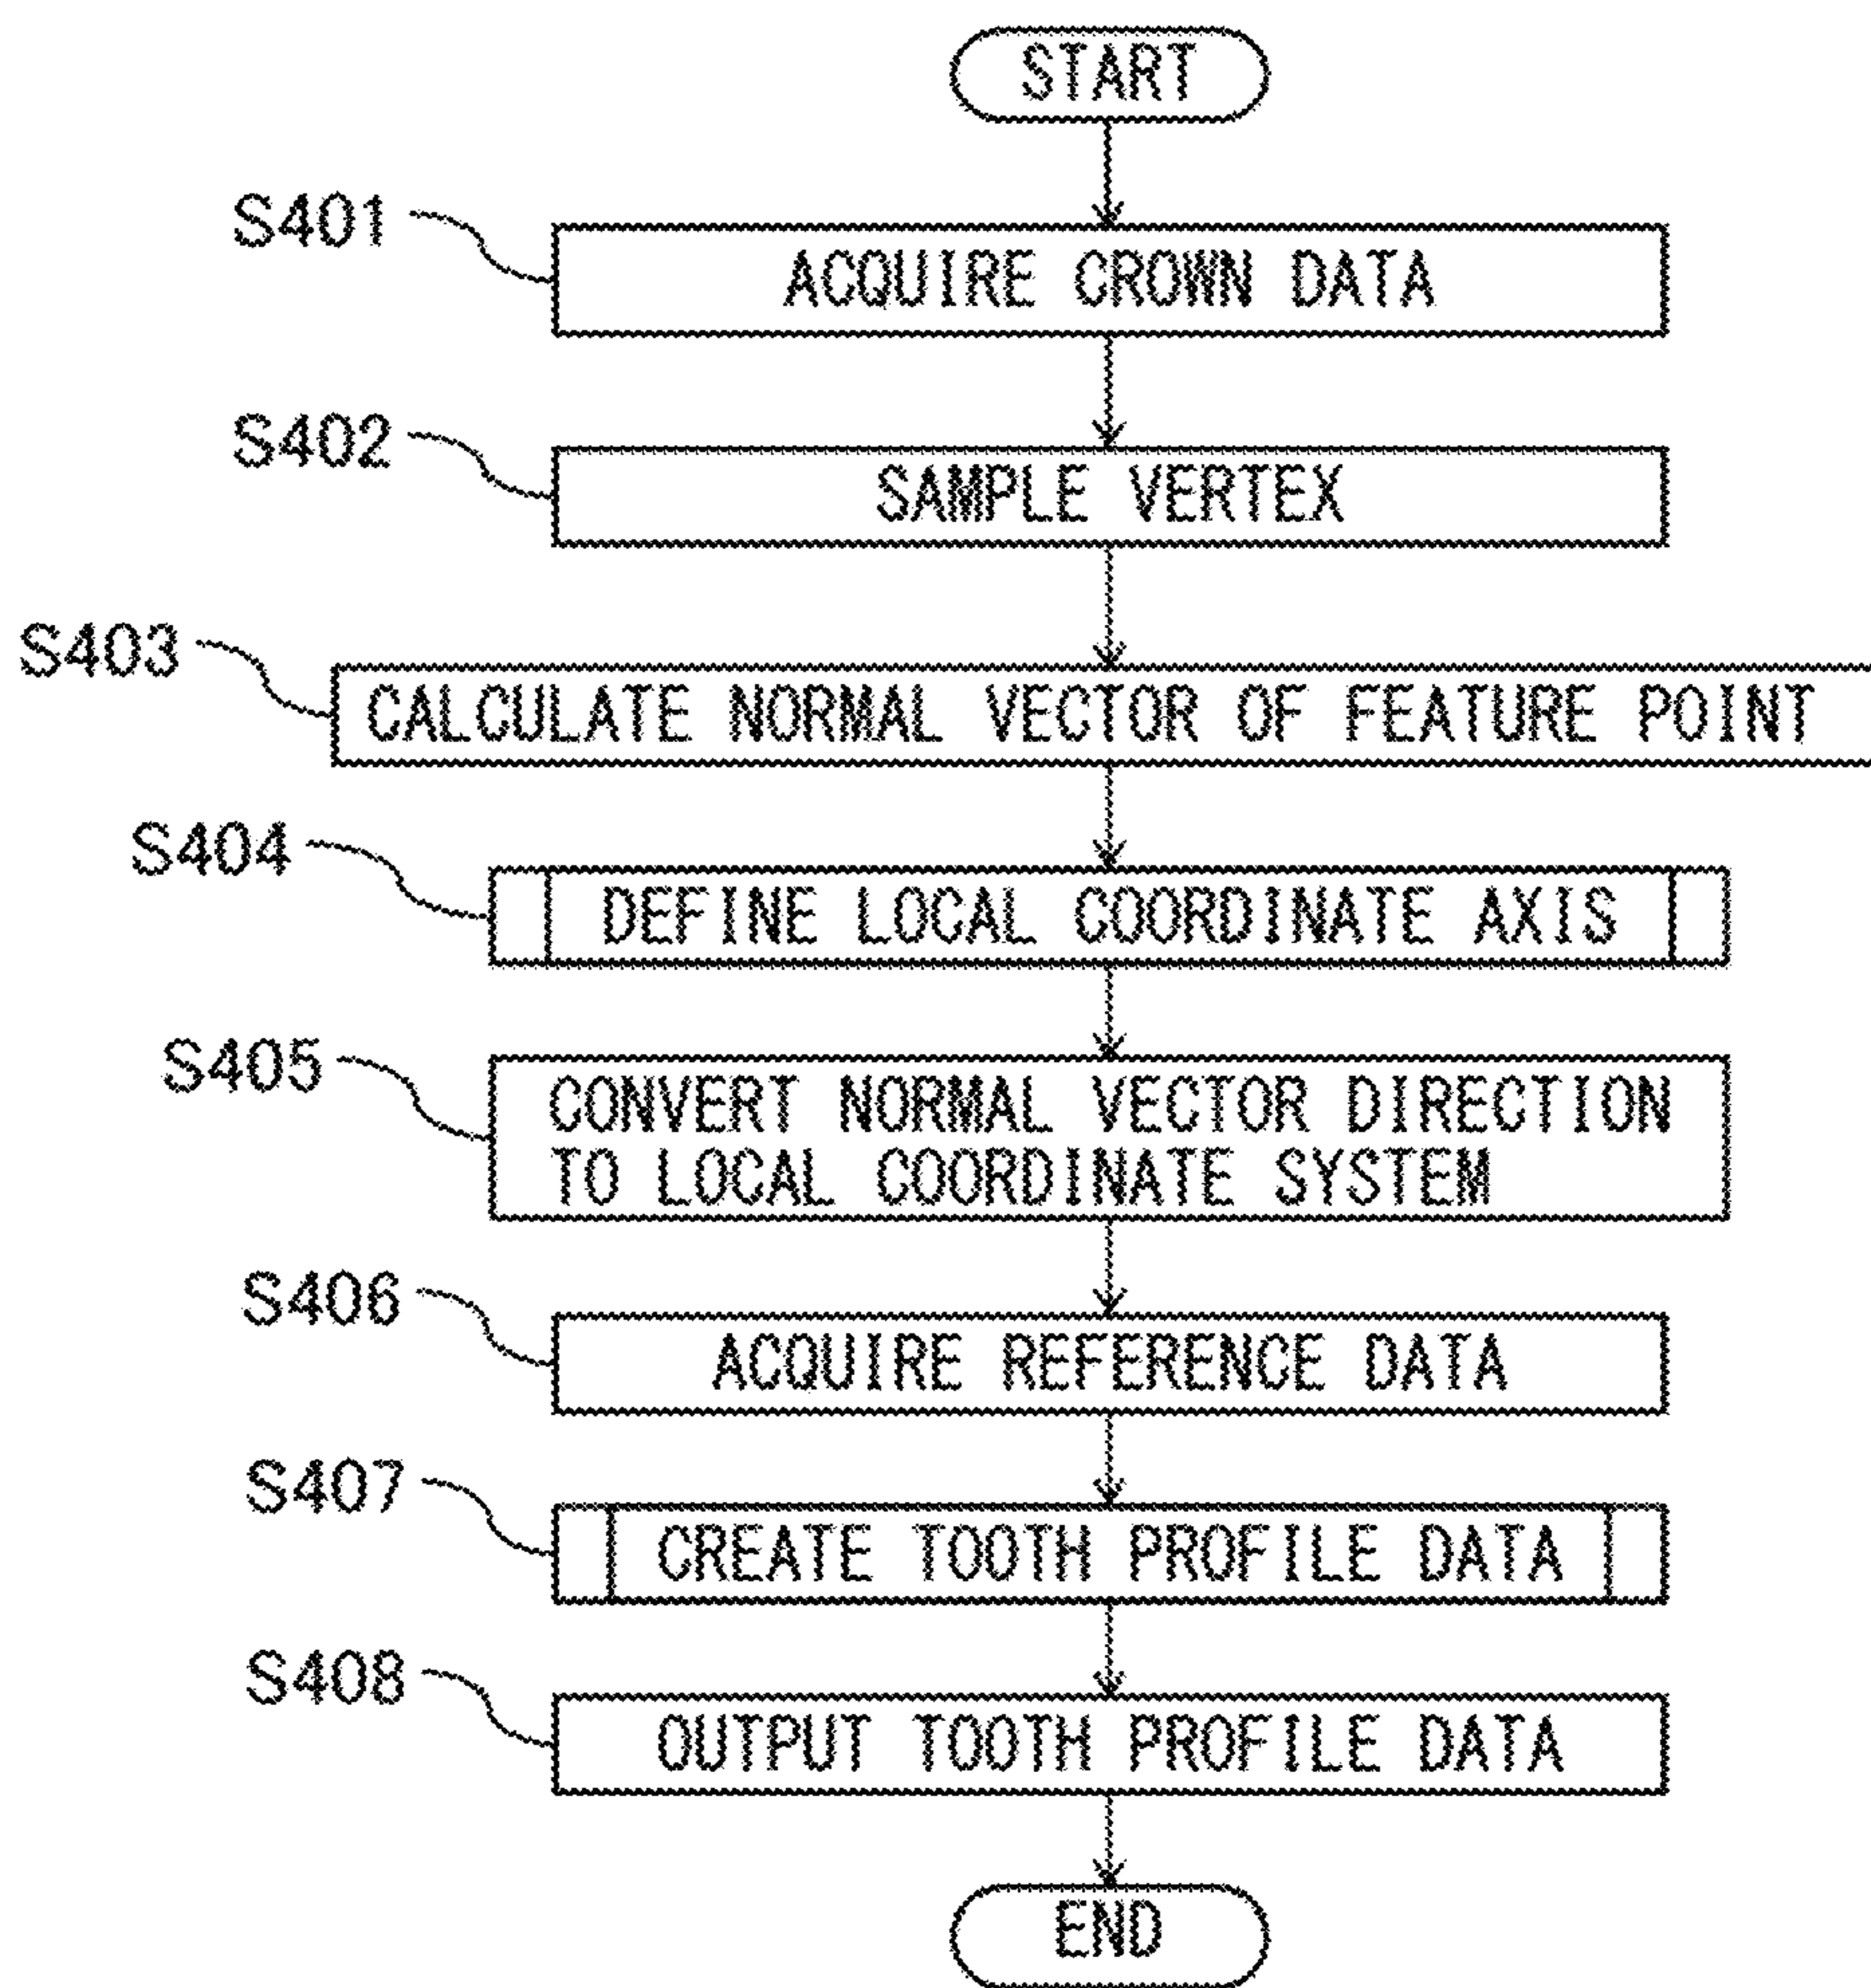 START
S401
ACQUIRE CROWN DATA
S402
SAMPLE VERTEX
S403
CALCULATE NORMAL VECTOR OF FEATURE POINT
S404
DEFINE LOCAL COORDINATE AXIS
S405
CONVERT NORMAL VECTOR DIRECTION
TO LOCAL COORDINATE SYSTEM
S406
ACQUIRE REFERENCE DATA
S407
CREATE TOOTH PROFILE DATA
S408
OUTPUT TOOTH PROFILE DATA
END